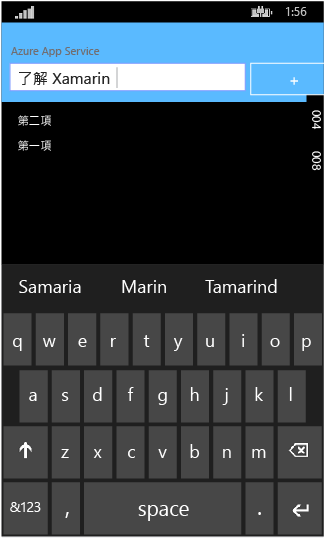 1:56
Azure App Service
了解 Xamarin
+
004
008
第二項
第一項
Samaria Marin Tamarind
q w e r t y u i o p
a s d f g h j k l
z x c v b n m
&123 , space .